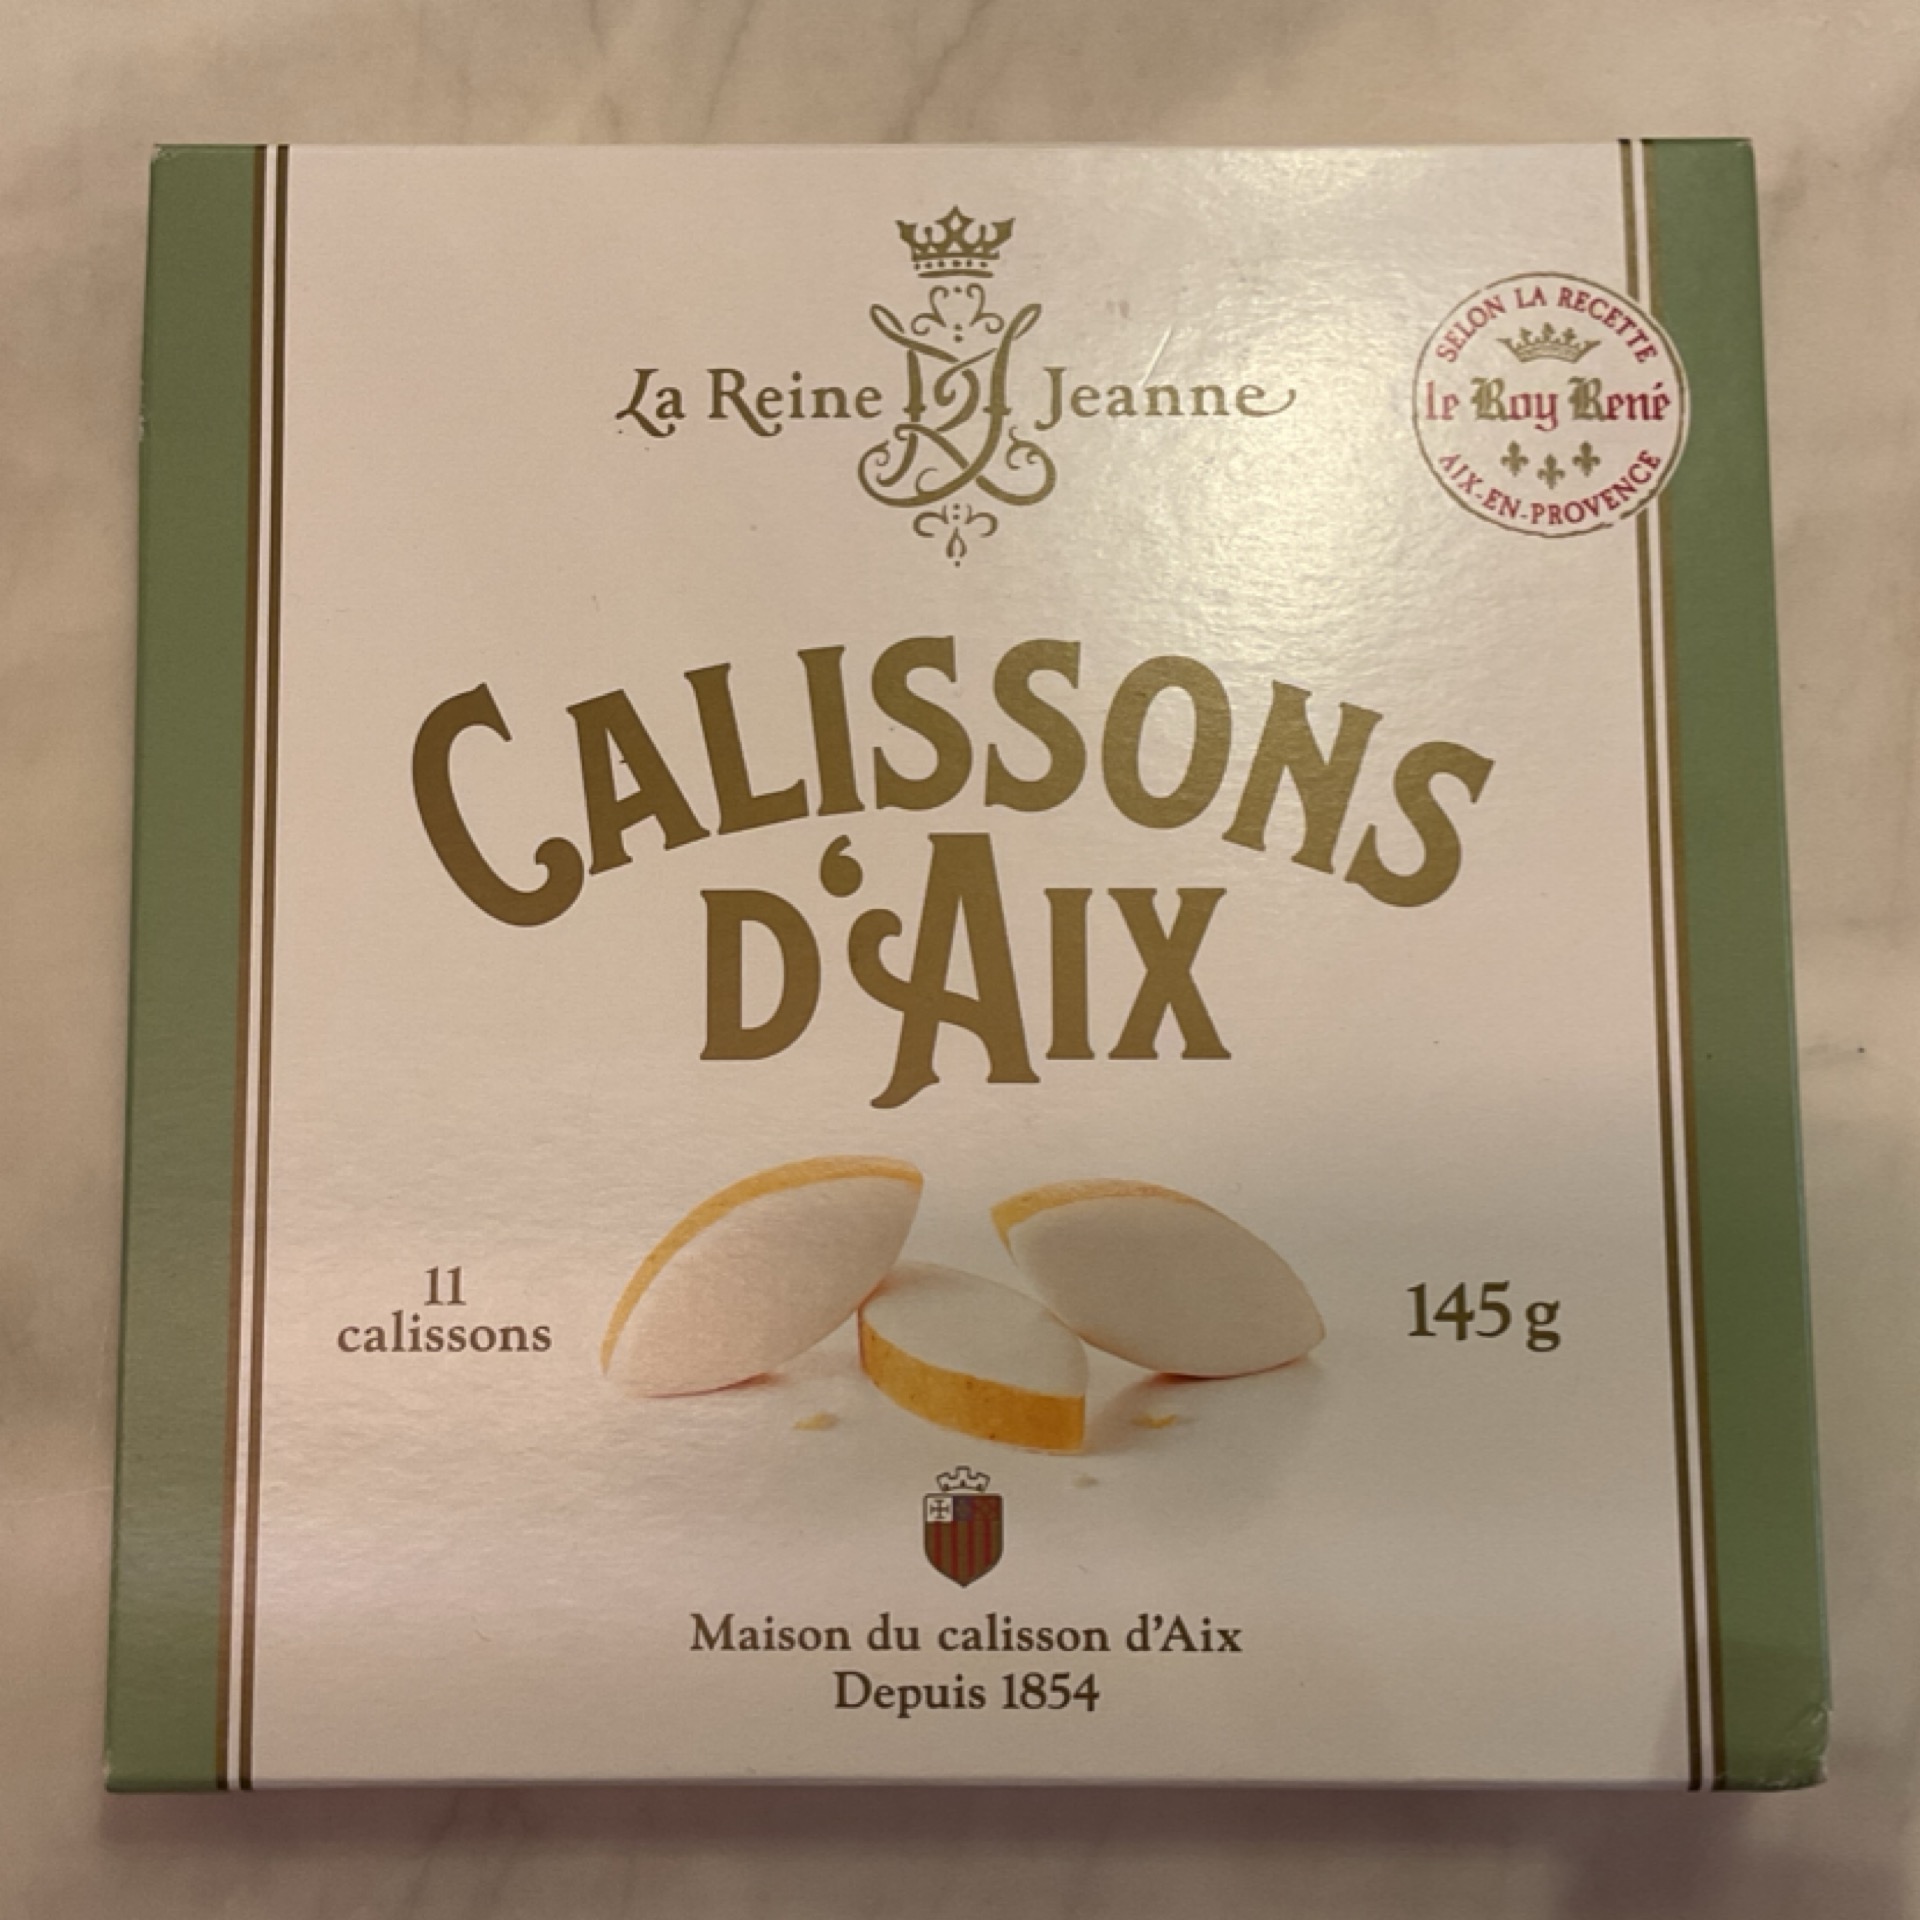 La Reine Jeanne
SELON LA RECETTE
le Roy René
AIX-EN-PROVENCE
CALISSONS
D'AIX
11
calissons
145 g
Maison du calisson d'Aix
Depuis 1854